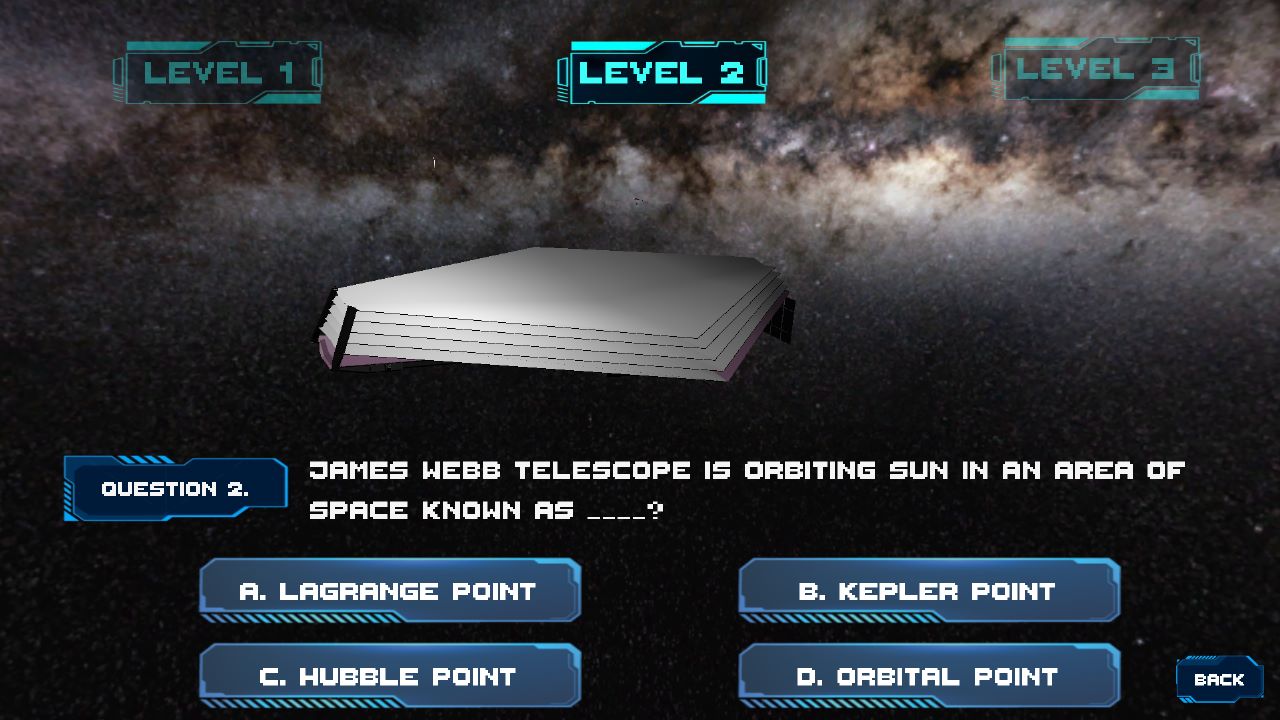 LEVEL 1
LEVEL 2
LEVEL 3
QUESTION 2.
JAMES WEBB TELESCOPE IS ORBITING SUN IN AN AREA OF
SPACE KNOWN AS ____?
A. LAGRANGE POINT
B. KEPLER POINT
C. HUBBLE POINT
D. ORBITAL POINT
BACK